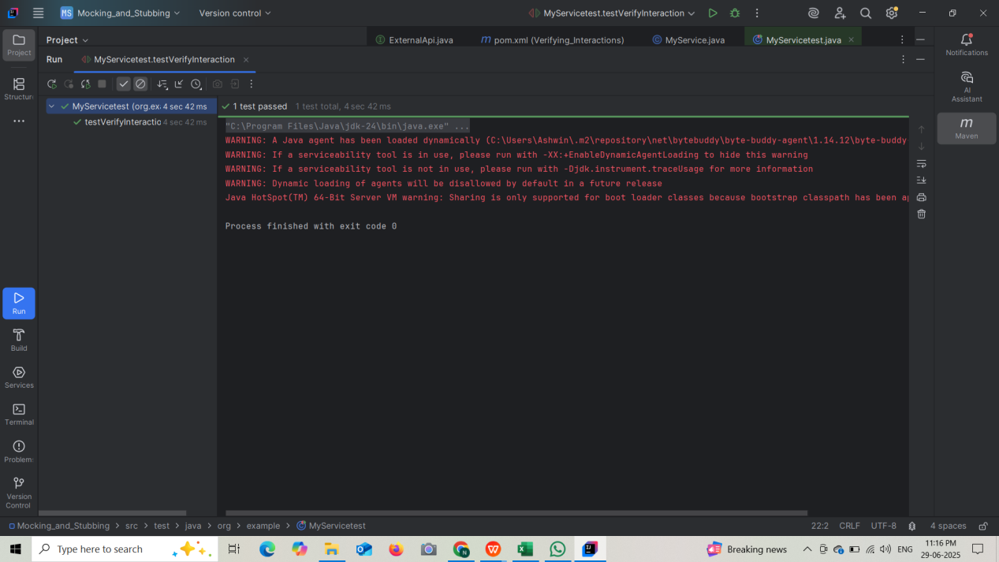 MS Mocking_and_Stubbing Version control MyServicetest.testVerifyInteraction
Project ExternalApi.java m pom.xml (Verifying_Interactions) MyService.java MyServicetest.java
Run MyServicetest.testVerifyInteraction
MyServicetest (org.ex 4 sec 42 ms 1 test passed 1 test total, 4 sec 42 ms
testVerifyInteractio 4 sec 42 ms
"C:\Program Files\Java\jdk-24\bin\java.exe" ...
WARNING: A Java agent has been loaded dynamically (C:\Users\Ashwin\.m2\repository\net\bytebuddy\byte-buddy-agent\1.14.12\byte-buddy
WARNING: If a serviceability tool is in use, please run with -XX:+EnableDynamicAgentLoading to hide this warning
WARNING: If a serviceability tool is not in use, please run with -Djdk.instrument.traceUsage for more information
WARNING: Dynamic loading of agents will be disallowed by default in a future release
Java HotSpot(TM) 64-Bit Server VM warning: Sharing is only supported for boot loader classes because bootstrap classpath has been ap
Process finished with exit code 0
Project
Structur
Run
Build
Services
Terminal
Problem
Version
Control
Notifications
AI
Assistant
m
Maven
Mocking_and_Stubbing > src > test > java > org > example > MyServicetest 22:2 CRLF UTF-8 4 spaces
Type here to search Breaking news ENG 11:16 PM
29-06-2025